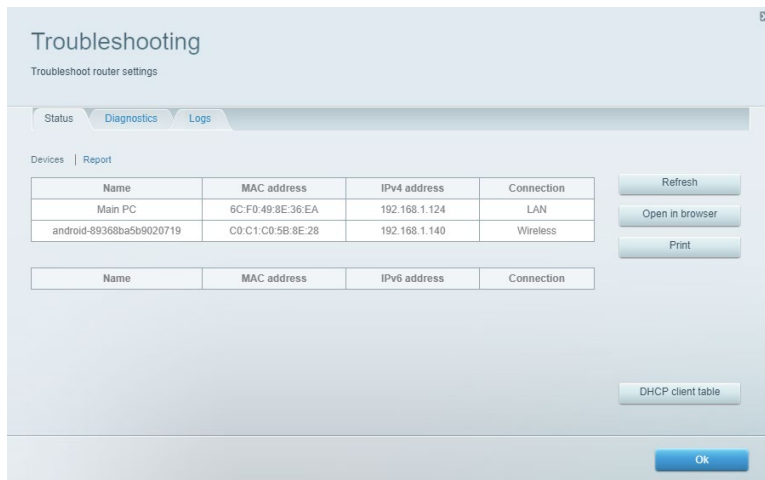 Troubleshooting
Troubleshoot router settings
Status Diagnostics Logs
Devices | Report
Name MAC address IPv4 address Connection
Main PC 6C:F0:49:8E:36:EA 192.168.1.124 LAN
android-89368ba5b9020719 C0:C1:C0:5B:8E:28 192.168.1.140 Wireless
Name MAC address IPv6 address Connection
Refresh
Open in browser
Print
DHCP client table
Ok